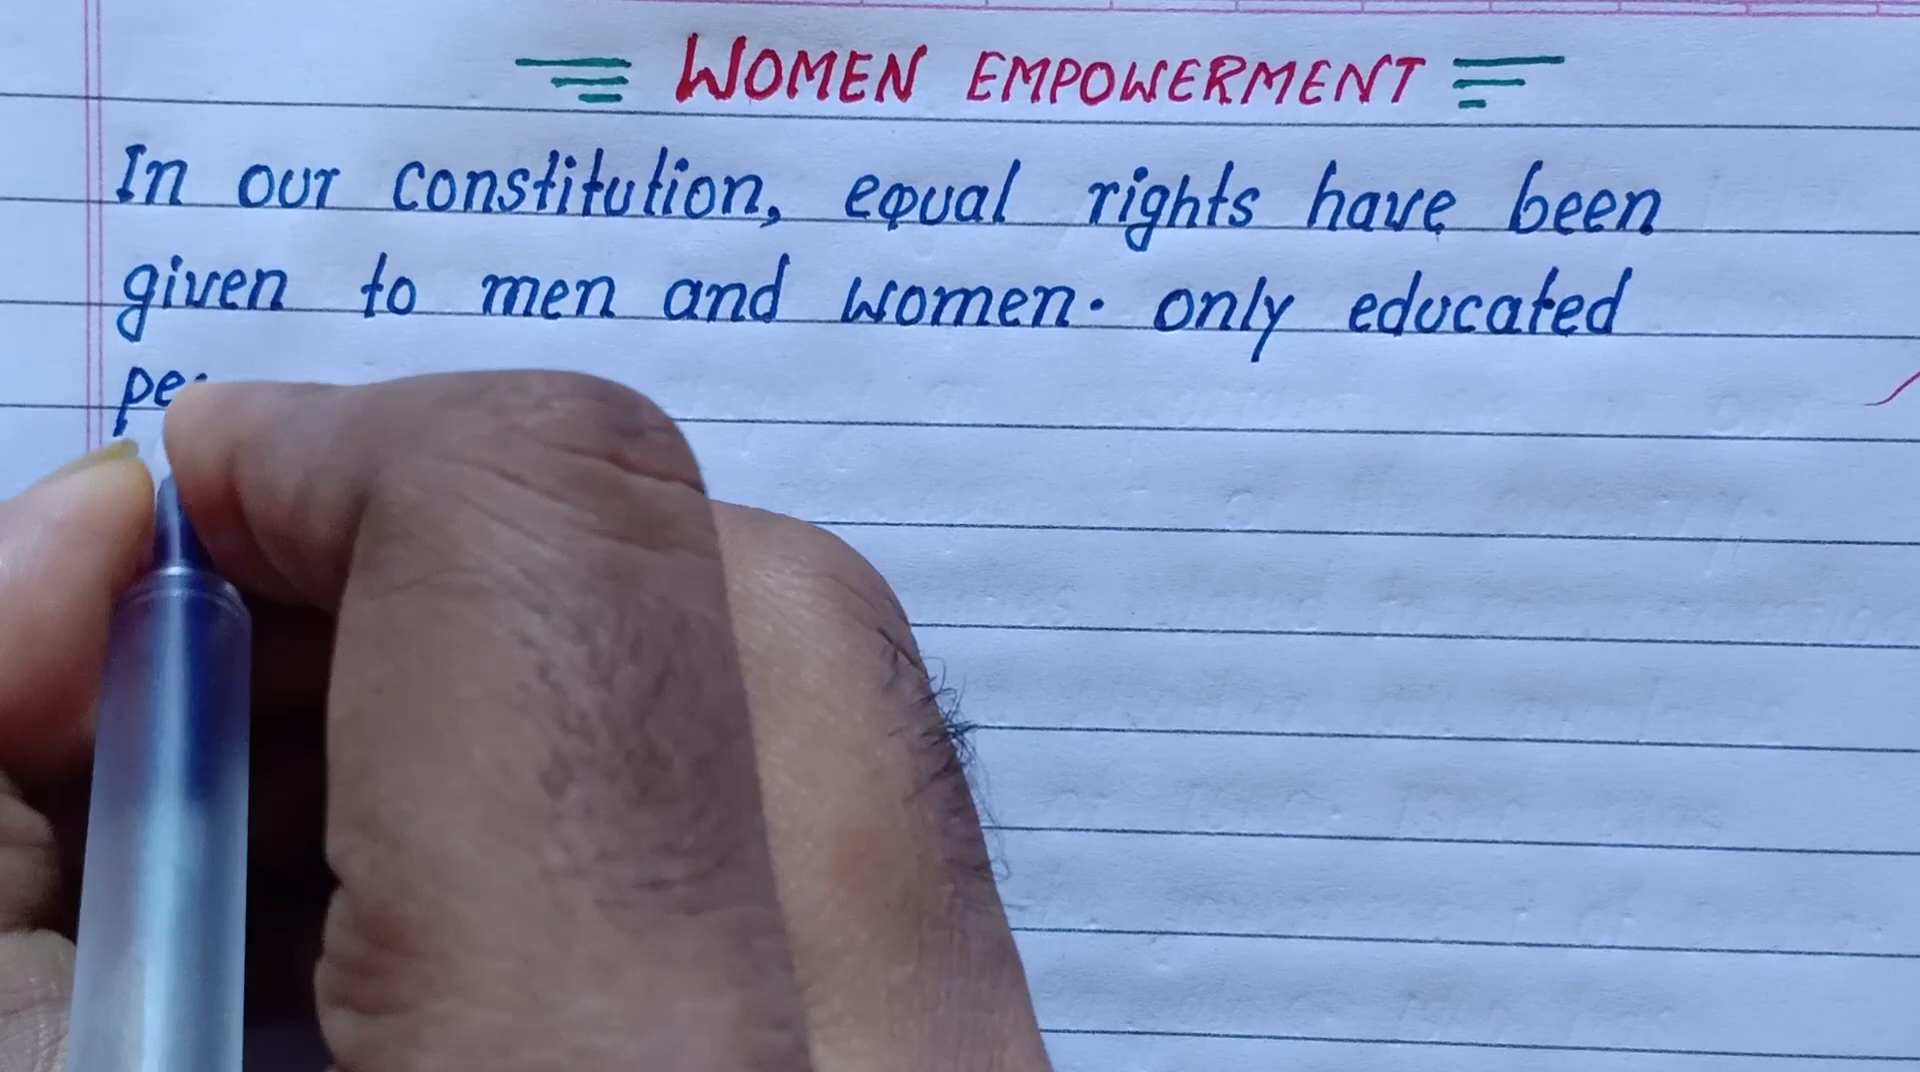 WOMEN EMPOWERMENT
In our constitution, equal rights have been
given to men and women. only educated